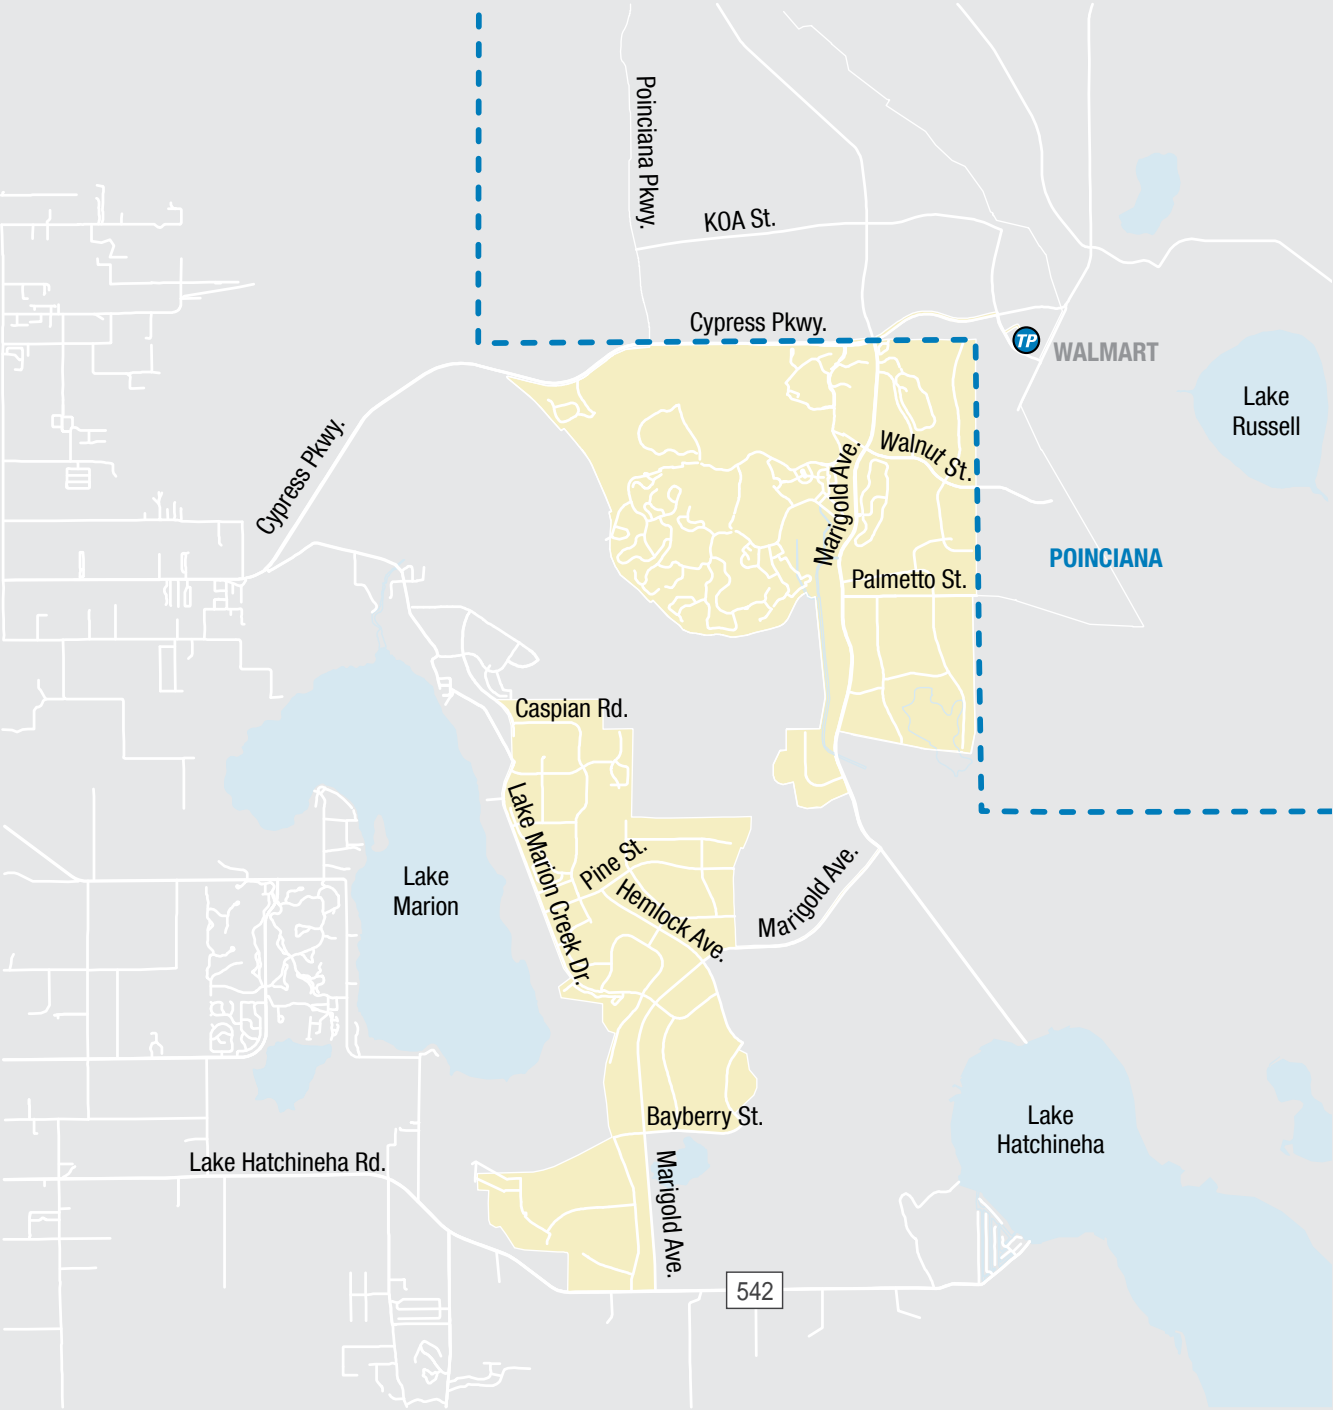 Poinciana Pkwy.
KOA St.
Cypress Pkwy.
TP
WALMART
Lake
Russell
Cypress Pkwy.
Marigold Ave.
Walnut St.
POINCIANA
Palmetto St.
Caspian Rd.
Lake Marion Creek Dr.
Pine St.
Hemlock Ave.
Marigold Ave.
Lake
Marion
Lake
Hatchineha
Bayberry St.
Lake Hatchineha Rd.
Marigold Ave.
542